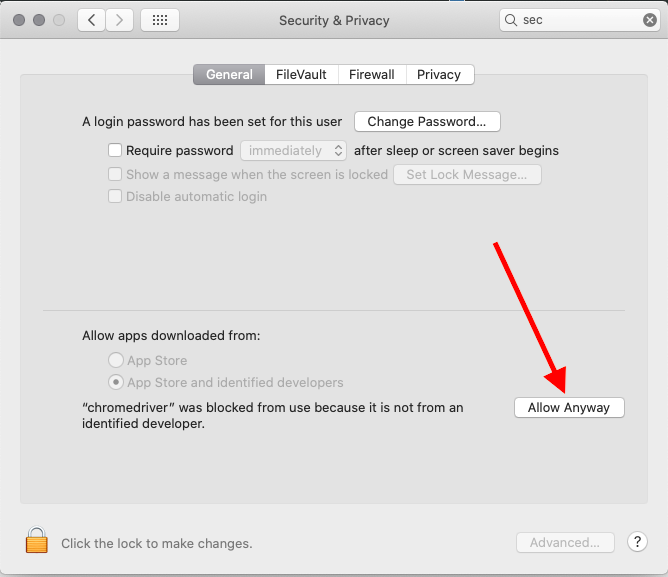 Security & Privacy
sec
General FileVault Firewall Privacy
A login password has been set for this user Change Password...
Require password immediately after sleep or screen saver begins
Show a message when the screen is locked Set Lock Message...
Disable automatic login
Allow apps downloaded from:
App Store
App Store and identified developers
“chromedriver” was blocked from use because it is not from an Allow Anyway
identified developer.
Click the lock to make changes. Advanced... ?